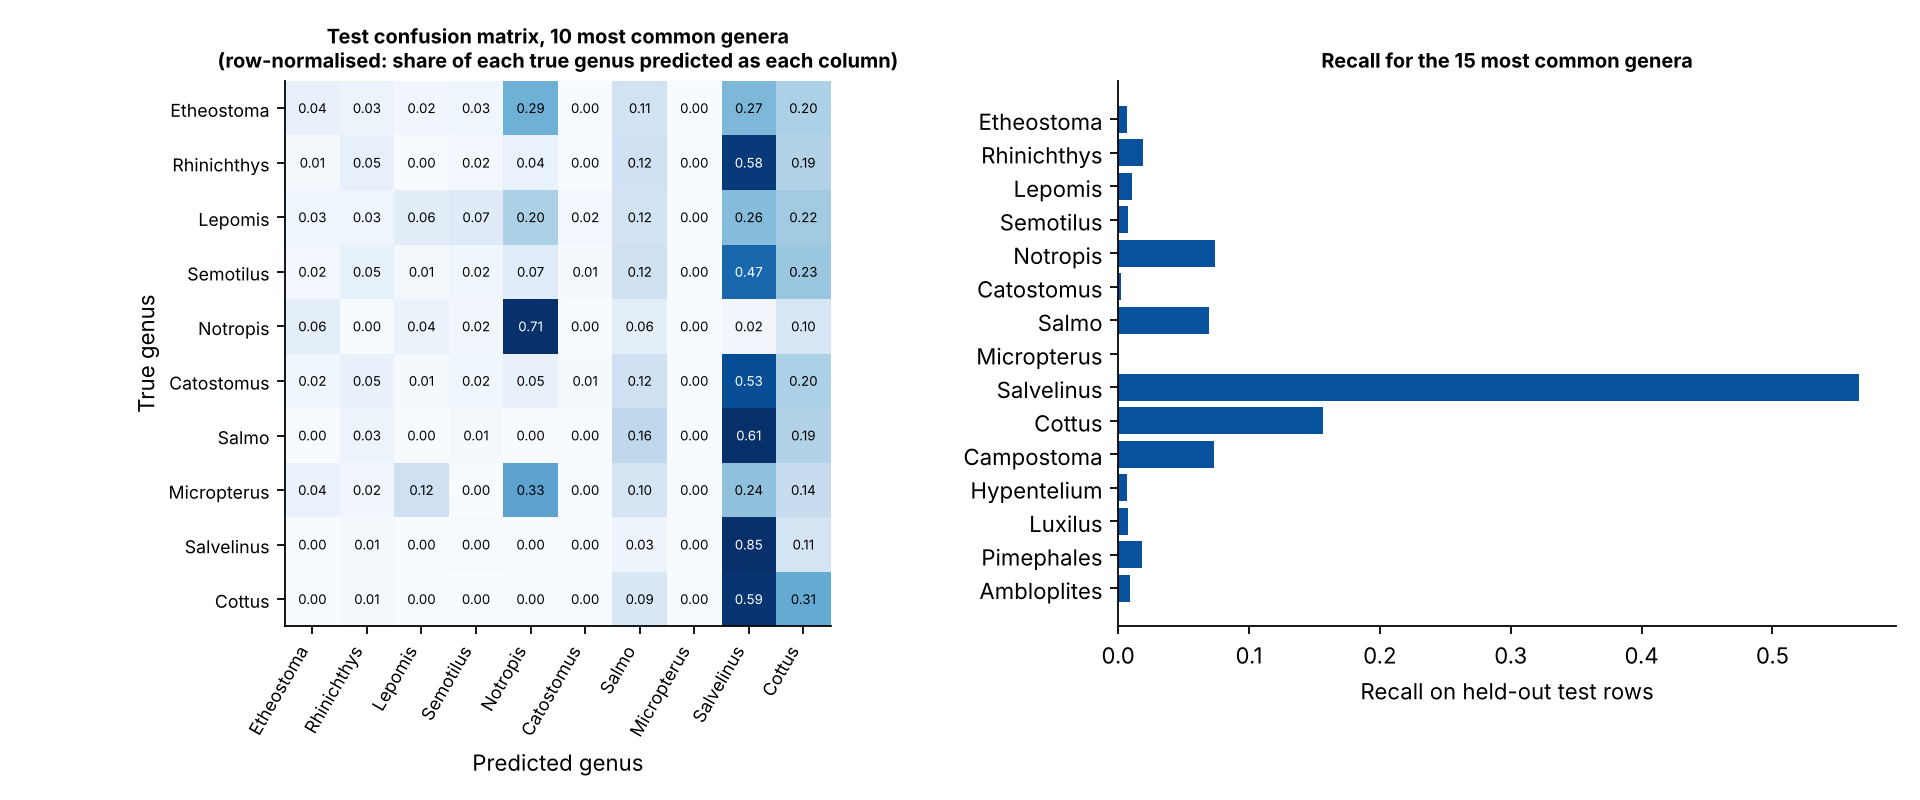 Test confusion matrix, 10 most common genera
(row-normalised: share of each true genus predicted as each column)
True genus
Etheostoma 0.04 0.03 0.02 0.03 0.29 0.00 0.11 0.00 0.27 0.20
Rhinichthys 0.01 0.05 0.00 0.02 0.04 0.00 0.12 0.00 0.58 0.19
Lepomis 0.03 0.03 0.06 0.07 0.20 0.02 0.12 0.00 0.26 0.22
Semotilus 0.02 0.05 0.01 0.02 0.07 0.01 0.12 0.00 0.47 0.23
Notropis 0.06 0.00 0.04 0.02 0.71 0.00 0.06 0.00 0.02 0.10
Catostomus 0.02 0.05 0.01 0.02 0.05 0.01 0.12 0.00 0.53 0.20
Salmo 0.00 0.03 0.00 0.01 0.00 0.00 0.16 0.00 0.61 0.19
Micropterus 0.04 0.02 0.12 0.00 0.33 0.00 0.10 0.00 0.24 0.14
Salvelinus 0.00 0.01 0.00 0.00 0.00 0.00 0.03 0.00 0.85 0.11
Cottus 0.00 0.01 0.00 0.00 0.00 0.00 0.09 0.00 0.59 0.31
Etheostoma Rhinichthys Lepomis Semotilus Notropis Catostomus Salmo Micropterus Salvelinus Cottus
Predicted genus
Recall for the 15 most common genera
Etheostoma
Rhinichthys
Lepomis
Semotilus
Notropis
Catostomus
Salmo
Micropterus
Salvelinus
Cottus
Campostoma
Hypentelium
Luxilus
Pimephales
Ambloplites
0.0 0.1 0.2 0.3 0.4 0.5
Recall on held-out test rows